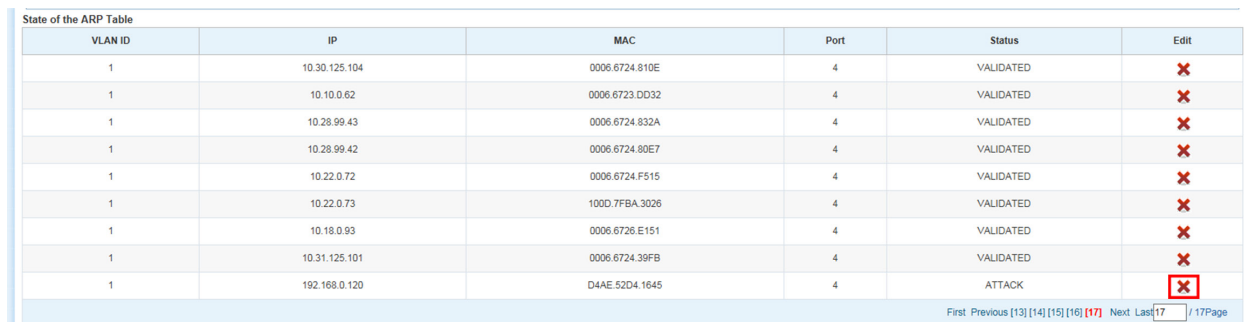 State of the ARP Table
VLAN ID IP MAC Port Status Edit
1 10.30.125.104 0006.6724.810E 4 VALIDATED
1 10.10.0.62 0006.6723.DD32 4 VALIDATED
1 10.28.99.43 0006.6724.832A 4 VALIDATED
1 10.28.99.42 0006.6724.80E7 4 VALIDATED
1 10.22.0.72 0006.6724.F515 4 VALIDATED
1 10.22.0.73 100D.7FBA.3026 4 VALIDATED
1 10.18.0.93 0006.6726.E151 4 VALIDATED
1 10.31.125.101 0006.6724.39FB 4 VALIDATED
1 192.168.0.120 D4AE.52D4.1645 4 ATTACK
First Previous [13] [14] [15] [16] [17] Next Last 17 / 17Page